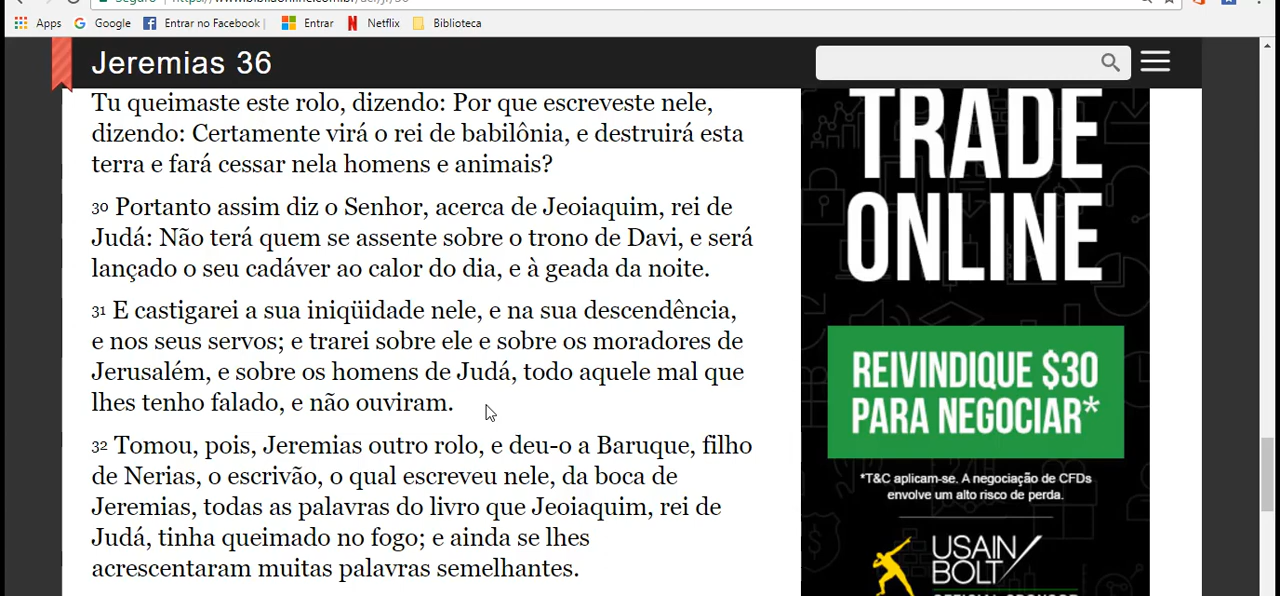 Apps Google Entrar no Facebook | Entrar Netflix Biblioteca
Jeremias 36
Tu queimaste este rolo, dizendo: Por que escreveste nele,
dizendo: Certamente virá o rei de babilônia, e destruirá esta
terra e fará cessar nela homens e animais?
30 Portanto assim diz o Senhor, acerca de Jeoiaquim, rei de
Judá: Não terá quem se assente sobre o trono de Davi, e será
lançado o seu cadáver ao calor do dia, e à geada da noite.
31 E castigarei a sua iniqüidade nele, e na sua descendência,
e nos seus servos; e trarei sobre ele e sobre os moradores de
Jerusalém, e sobre os homens de Judá, todo aquele mal que
lhes tenho falado, e não ouviram.
32 Tomou, pois, Jeremias outro rolo, e deu-o a Baruque, filho
de Nerias, o escrivão, o qual escreveu nele, da boca de
Jeremias, todas as palavras do livro que Jeoiaquim, rei de
Judá, tinha queimado no fogo; e ainda se lhes
acrescentaram muitas palavras semelhantes.
TRADE
ONLINE
REIVINDIQUE $30
PARA NEGOCIAR*
*T&C aplicam-se. A negociação de CFDs
envolve um alto risco de perda.
USAIN
BOLT